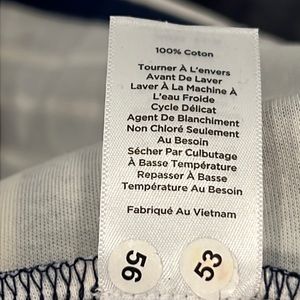 100% Coton
Tourner À L'envers
Avant De Laver
Laver À La Machine À
L'eau Froide
Cycle Délicat
Agent De Blanchiment
Non Chloré Seulement
Au Besoin
Sécher Par Culbutage
À Basse Température
Repasser À Basse
Température Au Besoin
Fabriqué Au Vietnam
56
53